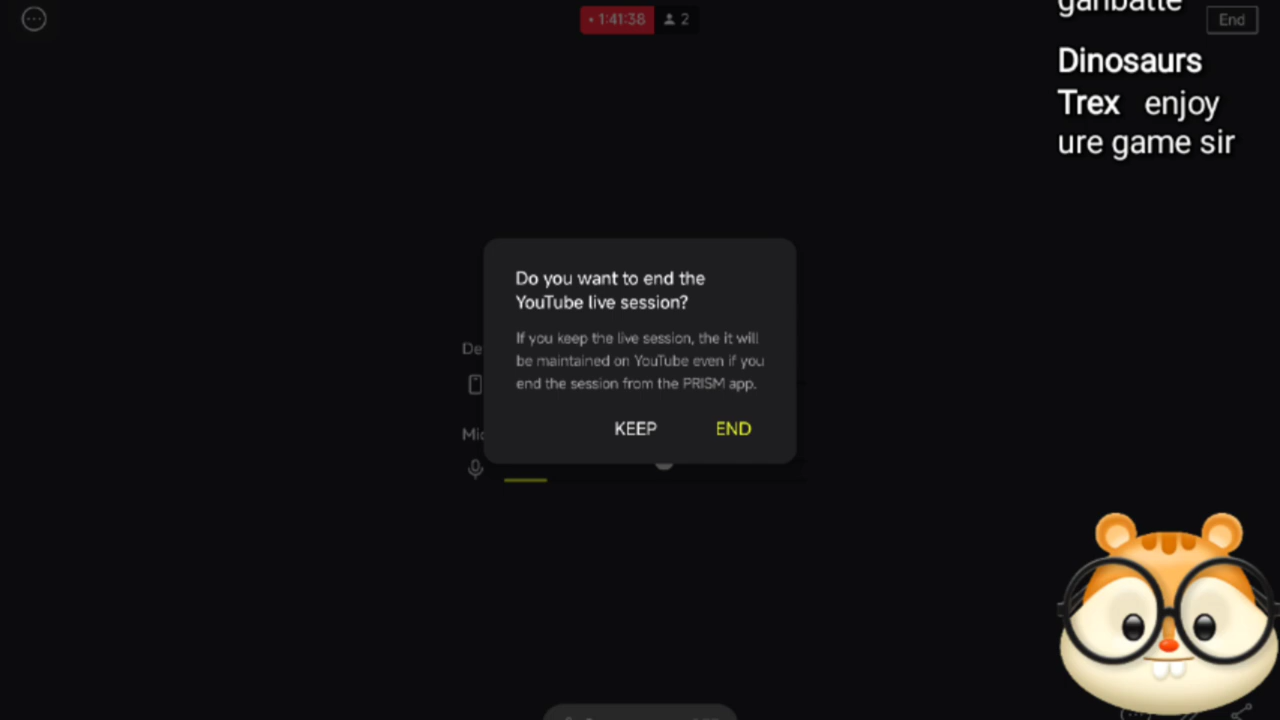 • 1:41:38
2
End
ganbatte
Dinosaurs
Trex enjoy
ure game sir
Do you want to end the
YouTube live session?
If you keep the live session, the it will
be maintained on YouTube even if you
end the session from the PRISM app.
De
Mic
KEEP END